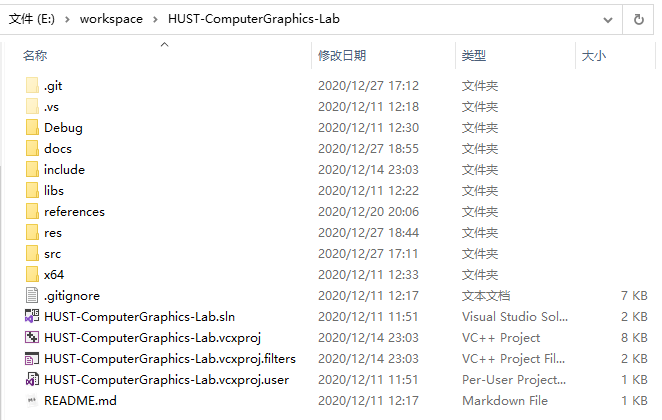 文件 (E:) > workspace > HUST-ComputerGraphics-Lab
名称 修改日期 类型 大小
.git 2020/12/27 17:12 文件夹
.vs 2020/12/11 12:18 文件夹
Debug 2020/12/11 12:30 文件夹
docs 2020/12/27 18:55 文件夹
include 2020/12/14 23:03 文件夹
libs 2020/12/11 12:22 文件夹
references 2020/12/20 20:06 文件夹
res 2020/12/27 18:44 文件夹
src 2020/12/27 17:11 文件夹
x64 2020/12/11 12:33 文件夹
.gitignore 2020/12/11 12:17 文本文档 7 KB
HUST-ComputerGraphics-Lab.sln 2020/12/11 11:51 Visual Studio Sol... 2 KB
HUST-ComputerGraphics-Lab.vcxproj 2020/12/14 23:03 VC++ Project 8 KB
HUST-ComputerGraphics-Lab.vcxproj.filters 2020/12/14 23:03 VC++ Project Fil... 2 KB
HUST-ComputerGraphics-Lab.vcxproj.user 2020/12/11 11:51 Per-User Project... 1 KB
README.md 2020/12/11 12:17 Markdown File 1 KB